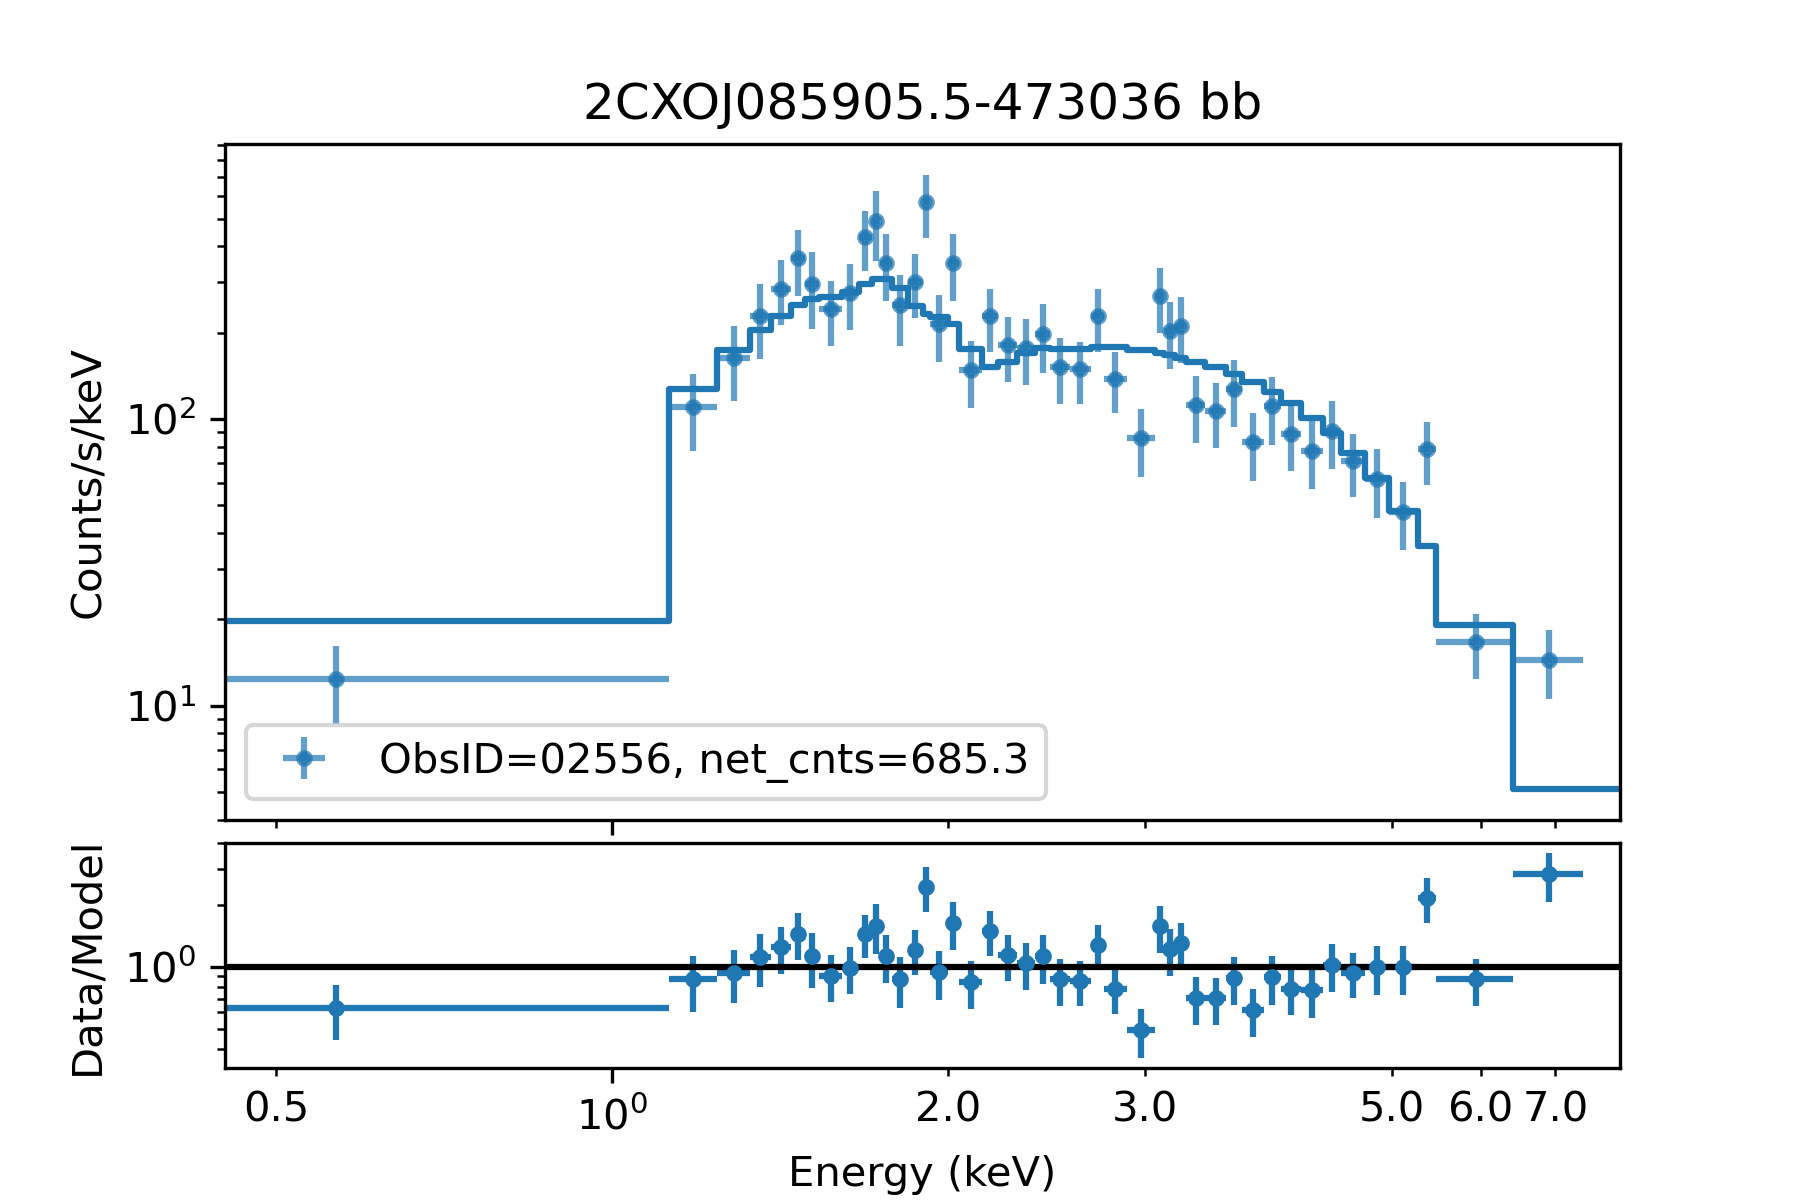 2CXOJ085905.5-473036 bb
Counts/s/keV
10²
10¹
ObsID=02556, net_cnts=685.3
Data/Model
10⁰
0.5 10⁰ 2.0 3.0 5.0 6.0 7.0
Energy (keV)